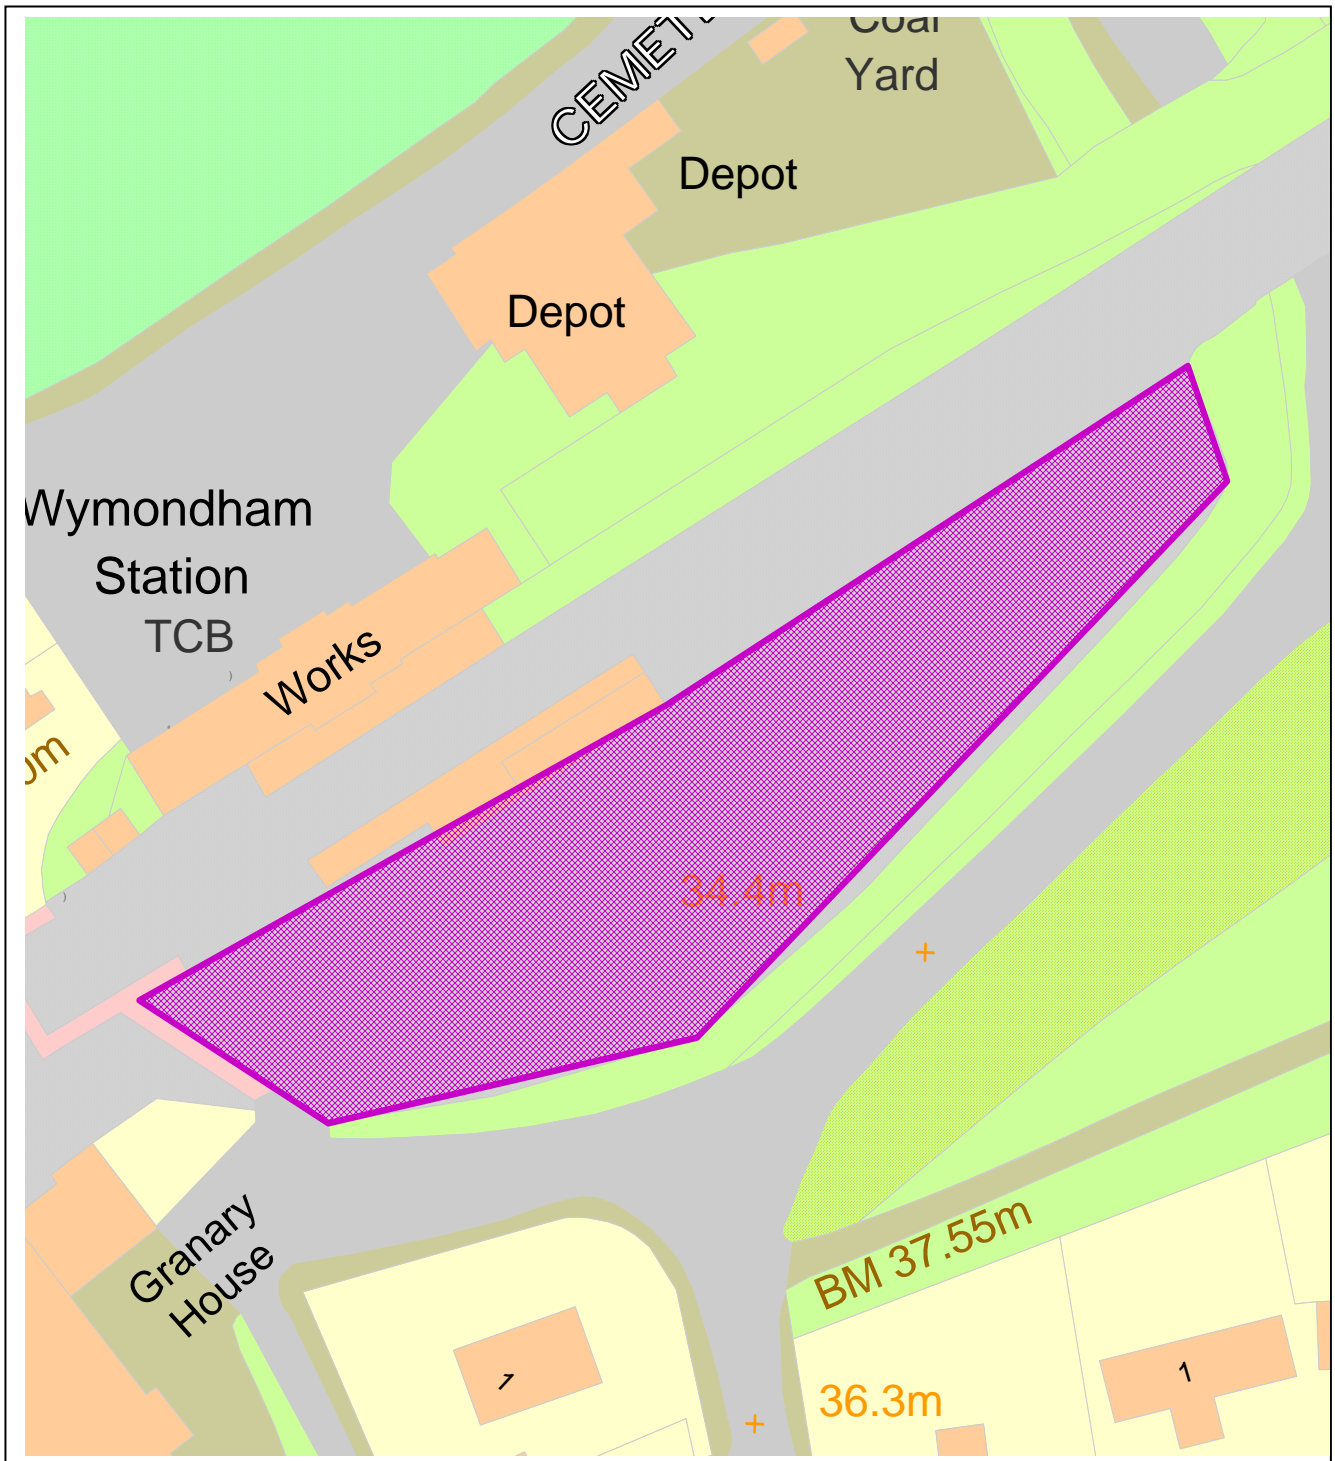 Yard
Depot
Depot
Wymondham
Station
TCB
Works
34.4m
Granary
House
BM 37.55m
36.3m
1
1